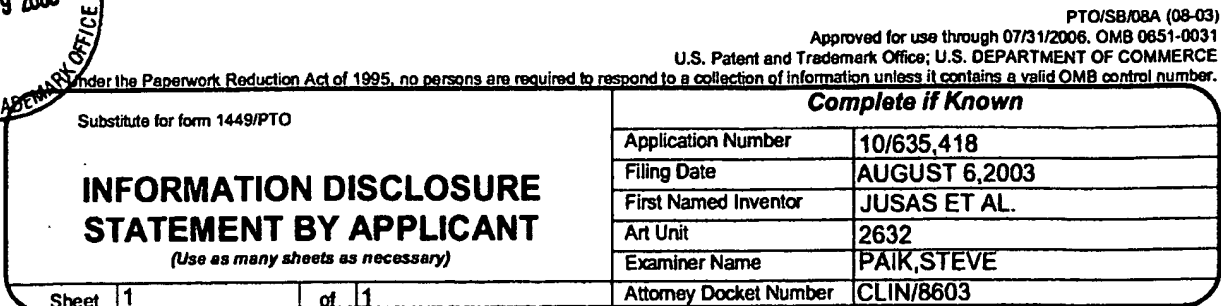 PTO/SB/08A (08-03)
Approved for use through 07/31/2006. OMB 0651-0031
U.S. Patent and Trademark Office; U.S. DEPARTMENT OF COMMERCE
Under the Paperwork Reduction Act of 1995, no persons are required to respond to a collection of information unless it contains a valid OMB control number.
Substitute for form 1449/PTO
INFORMATION DISCLOSURE
STATEMENT BY APPLICANT
(Use as many sheets as necessary)
Sheet 1 of 1
Complete if Known
Application Number 10/635,418
Filing Date AUGUST 6,2003
First Named Inventor JUSAS ET AL.
Art Unit 2632
Examiner Name PAIK,STEVE
Attorney Docket Number CLIN/8603
OFFICE